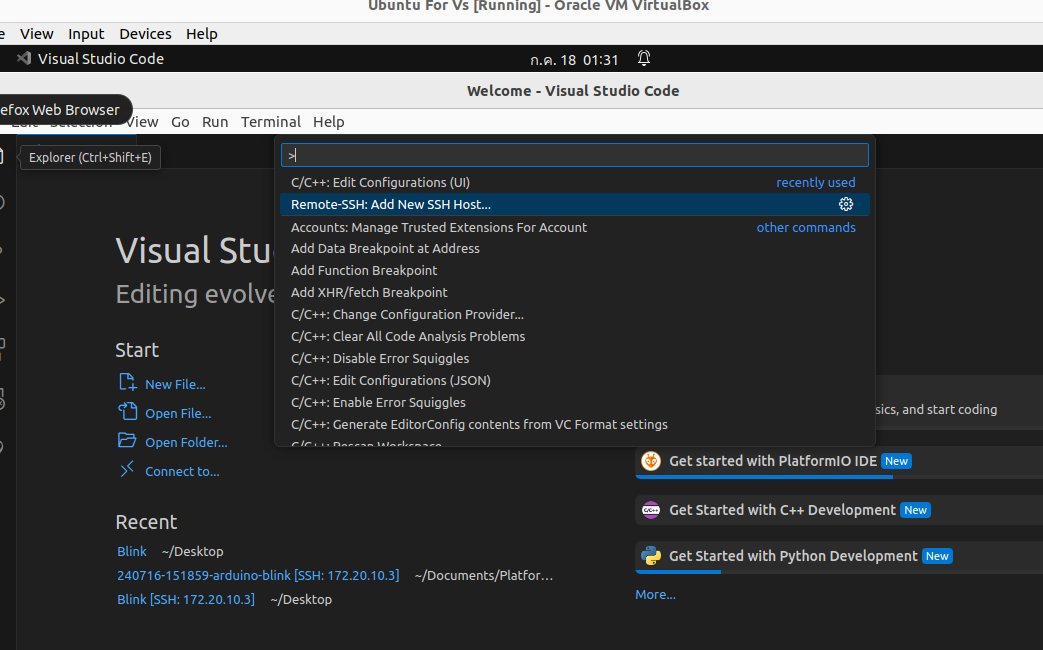 Ubuntu For Vs [Running] - Oracle VM VirtualBox
View Input Devices Help
Visual Studio Code ก.ค. 18 01:31
Welcome - Visual Studio Code
efox Web Browser
Edit Selection View Go Run Terminal Help
Explorer (Ctrl+Shift+E)
>
C/C++: Edit Configurations (UI) recently used
Remote-SSH: Add New SSH Host...
Accounts: Manage Trusted Extensions For Account other commands
Add Data Breakpoint at Address
Add Function Breakpoint
Add XHR/fetch Breakpoint
C/C++: Change Configuration Provider...
C/C++: Clear All Code Analysis Problems
C/C++: Disable Error Squiggles
C/C++: Edit Configurations (JSON)
C/C++: Enable Error Squiggles
C/C++: Generate EditorConfig contents from VC Format settings
C/C++: Rescan Workspace
Visual Stu
Editing evolve
Start
New File...
Open File...
Open Folder...
Connect to...
Recent
Blink ~/Desktop
240716-151859-arduino-blink [SSH: 172.20.10.3] ~/Documents/Platfor...
Blink [SSH: 172.20.10.3] ~/Desktop
sics, and start coding
Get started with PlatformIO IDE New
C/C++ Get Started with C++ Development New
Get Started with Python Development New
More...